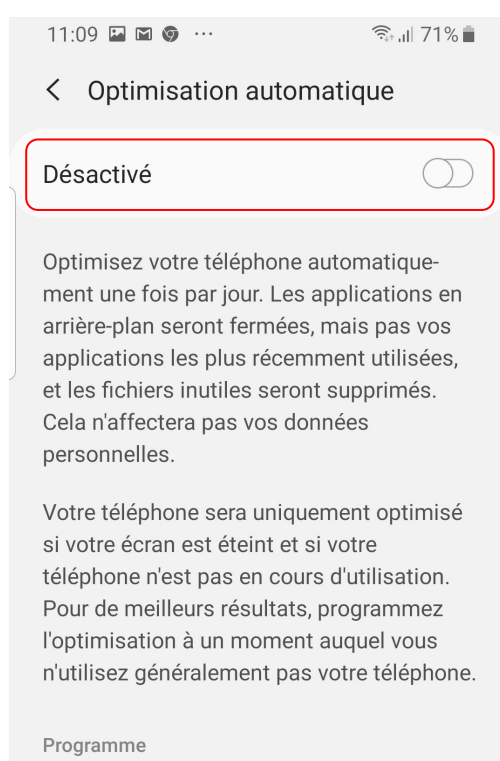 11:09 ... 71%
Optimisation automatique
Désactivé
Optimisez votre téléphone automatique-
ment une fois par jour. Les applications en
arrière-plan seront fermées, mais pas vos
applications les plus récemment utilisées,
et les fichiers inutiles seront supprimés.
Cela n'affectera pas vos données
personnelles.
Votre téléphone sera uniquement optimisé
si votre écran est éteint et si votre
téléphone n'est pas en cours d'utilisation.
Pour de meilleurs résultats, programmez
l'optimisation à un moment auquel vous
n'utilisez généralement pas votre téléphone.
Programme